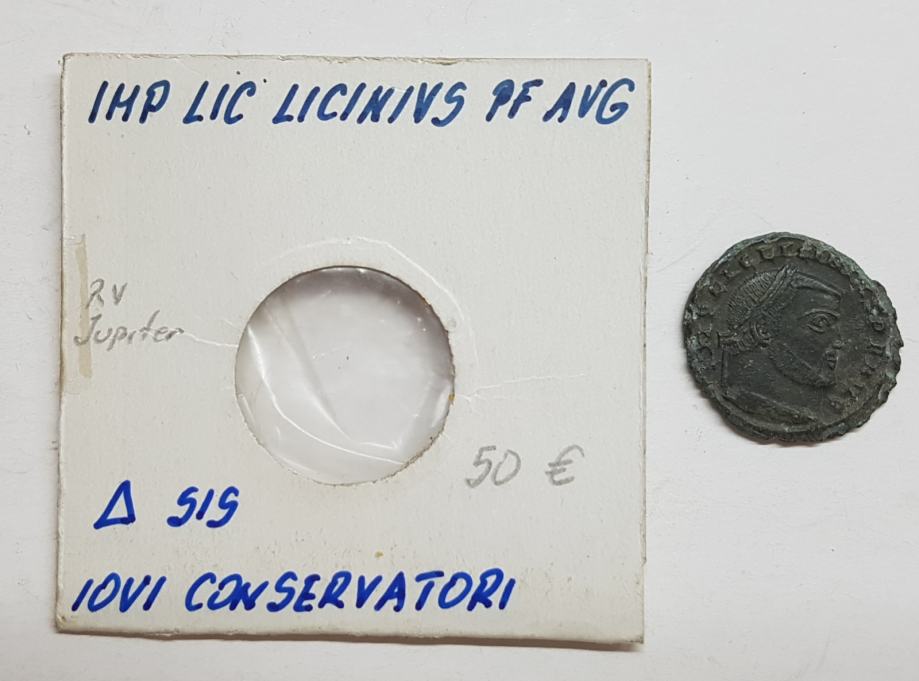 IMP LIC LICINIVS PF AVG
RV
Jupiter
50 €
Δ SIS
IOVI CONSERVATORI